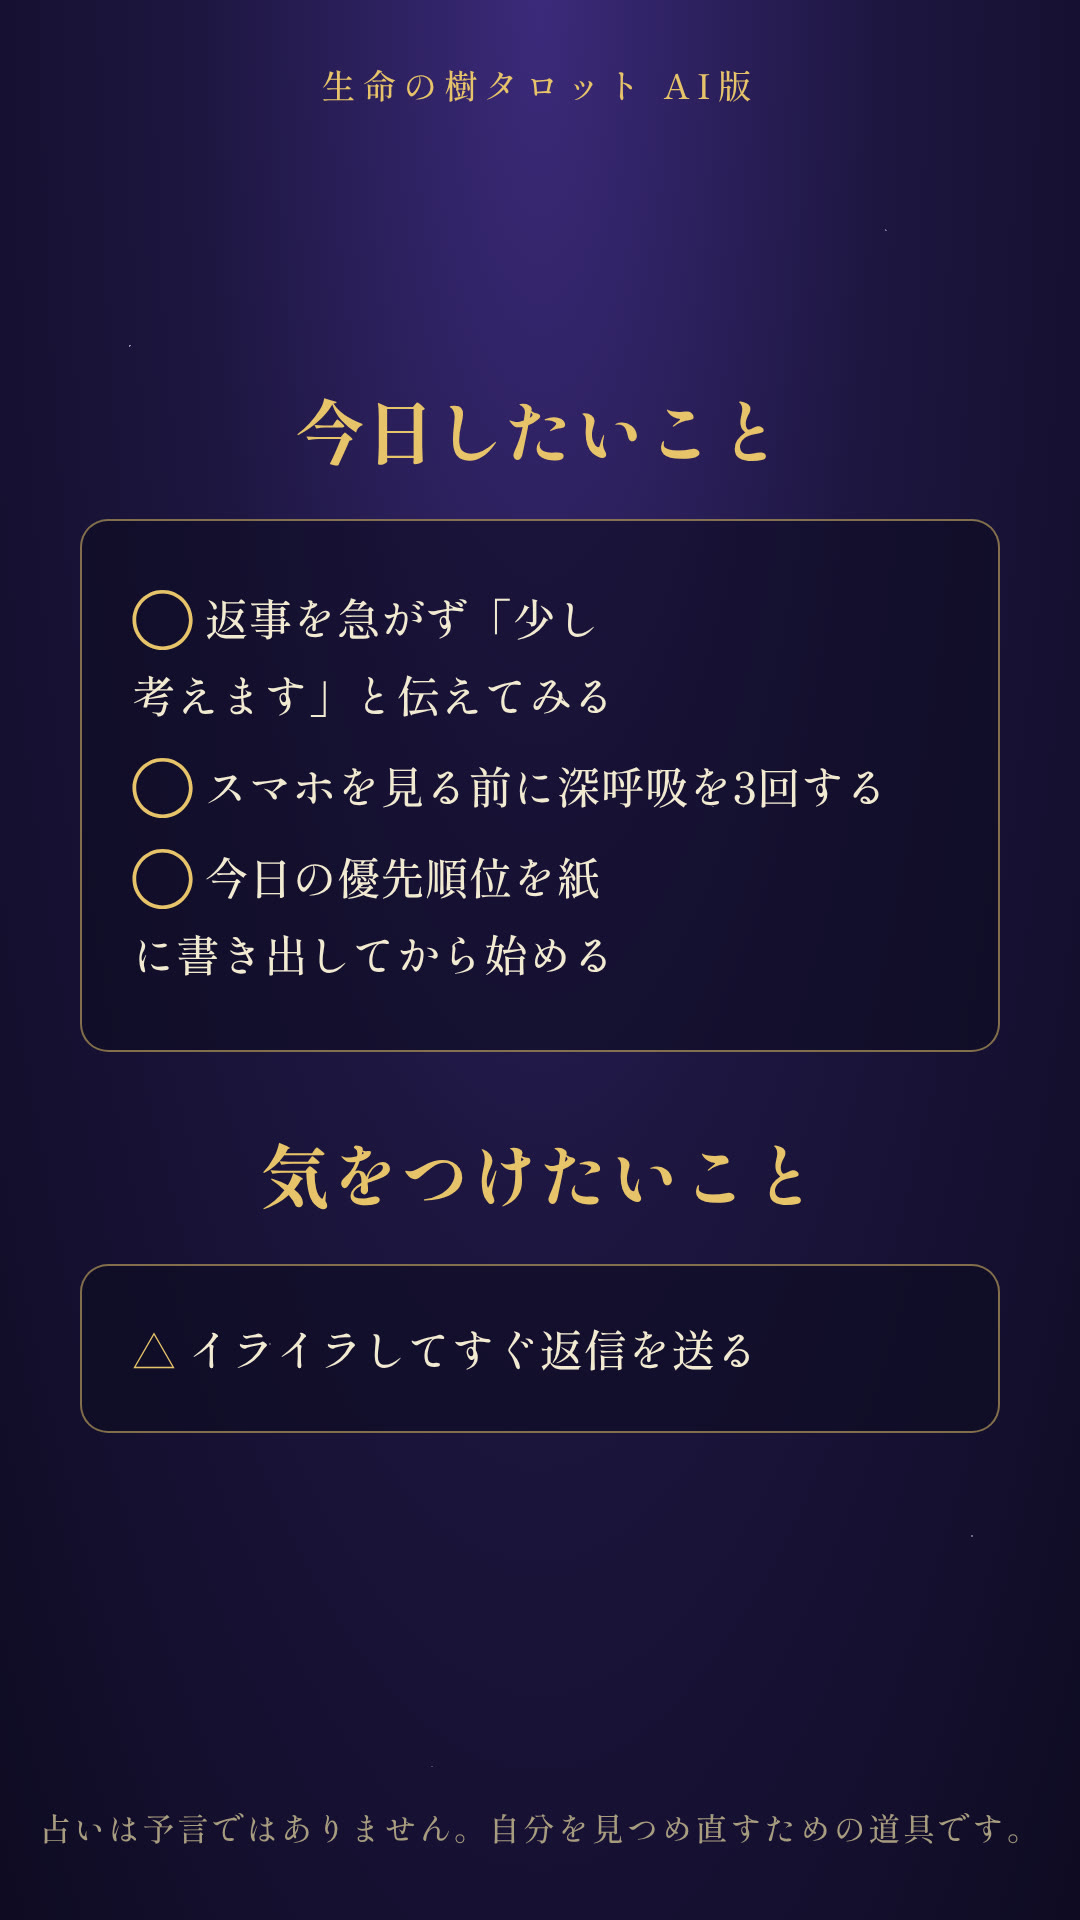 生命の樹タロット AI版
今日したいこと
◯ 返事を急がず「少し
考えます」と伝えてみる
◯ スマホを見る前に深呼吸を3回する
◯ 今日の優先順位を紙
に書き出してから始める
気をつけたいこと
△ イライラしてすぐ返信を送る
占いは予言ではありません。自分を見つめ直すための道具です。